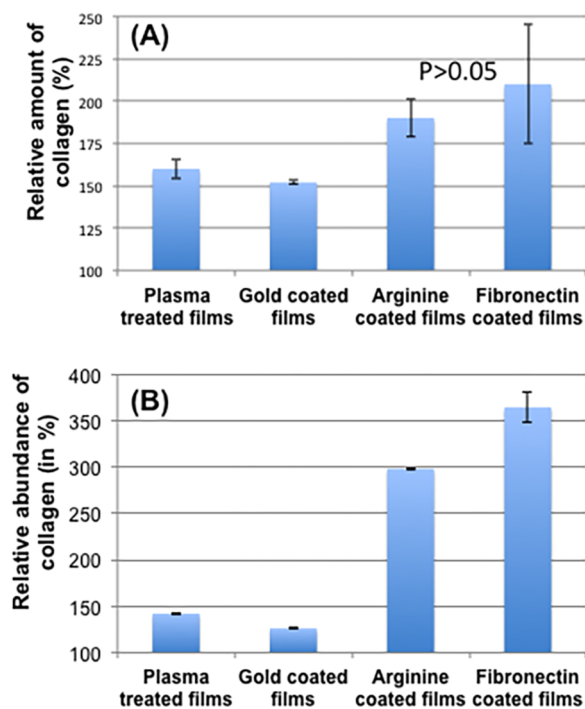 (A)
Relative amount of
collagen (%)
250
225
200
175
150
125
100
P>0.05
Plasma
treated films
Gold coated
films
Arginine
coated films
Fibronectin
coated films
(B)
Relative abundance of
collagen (in %)
400
350
300
250
200
150
100
Plasma
treated films
Gold coated
films
Arginine
coated films
Fibronectin
coated films